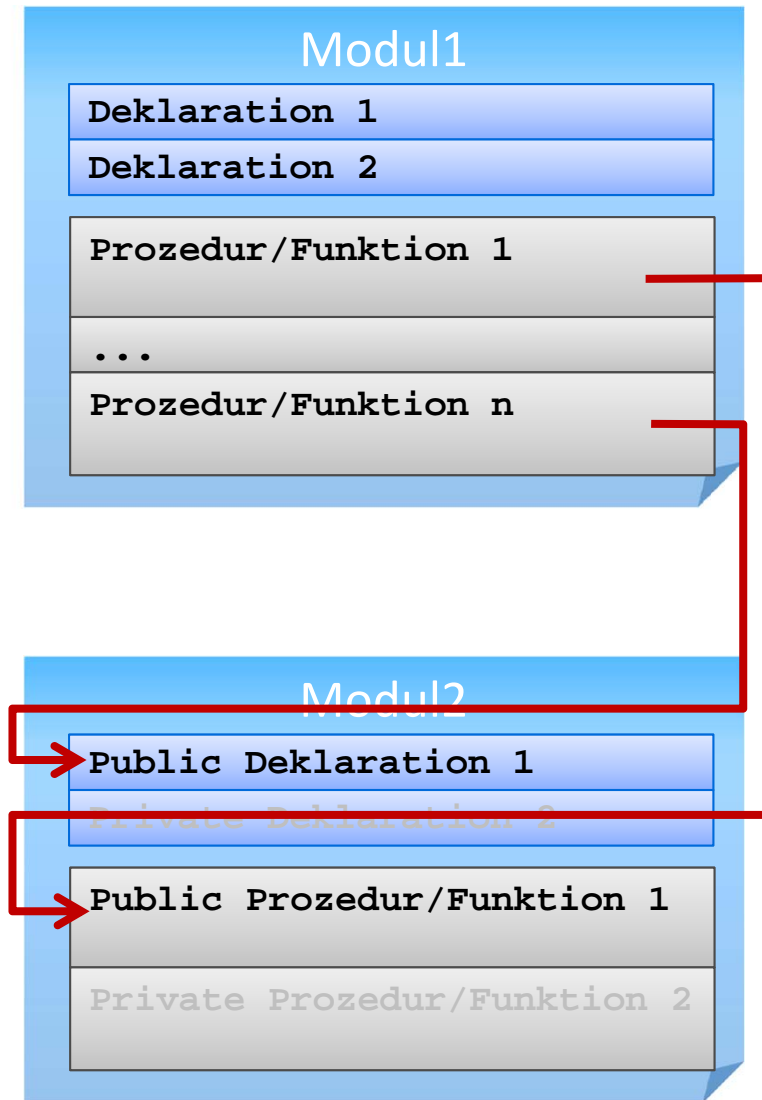 Modul1
Deklaration 1
Deklaration 2
Prozedur/Funktion 1
...
Prozedur/Funktion n
Modul2
Public Deklaration 1
Private Deklaration 2
Public Prozedur/Funktion 1
Private Prozedur/Funktion 2